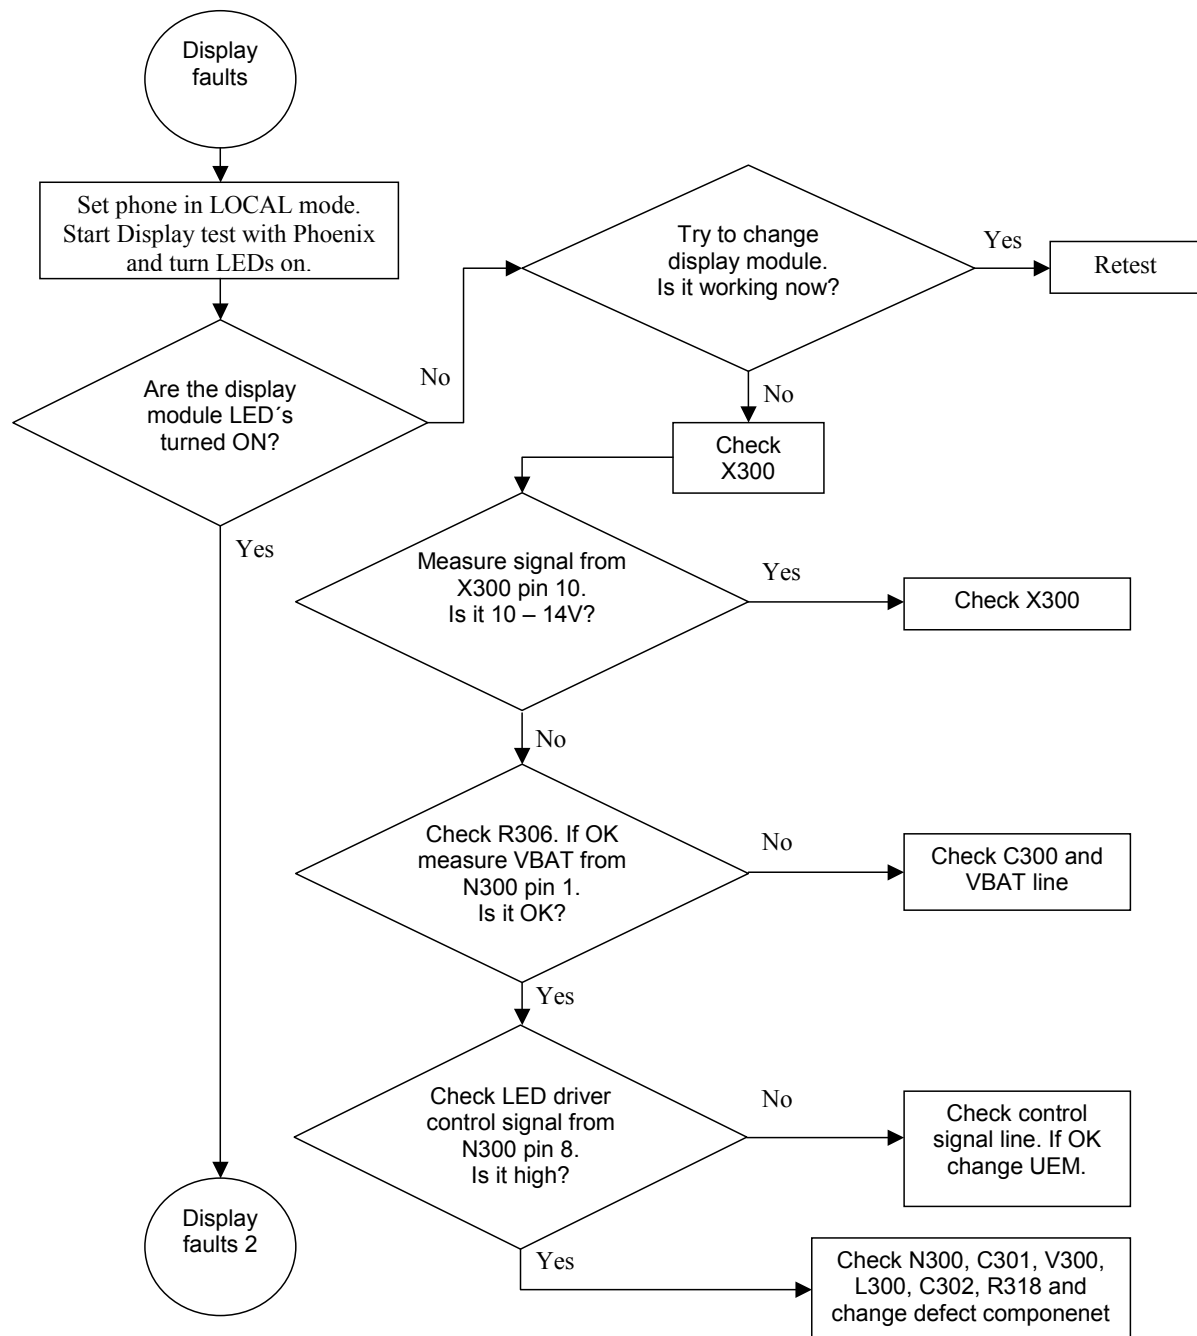 Display
faults
Set phone in LOCAL mode.
Start Display test with Phoenix
and turn LEDs on.
Are the display
module LED´s
turned ON?
No
Yes
Try to change
display module.
Is it working now?
Yes
Retest
No
Check
X300
Measure signal from
X300 pin 10.
Is it 10 – 14V?
Yes
Check X300
No
Check R306. If OK
measure VBAT from
N300 pin 1.
Is it OK?
No
Check C300 and
VBAT line
Yes
Check LED driver
control signal from
N300 pin 8.
Is it high?
No
Check control
signal line. If OK
change UEM.
Yes
Check N300, C301, V300,
L300, C302, R318 and
change defect componenet
Display
faults 2